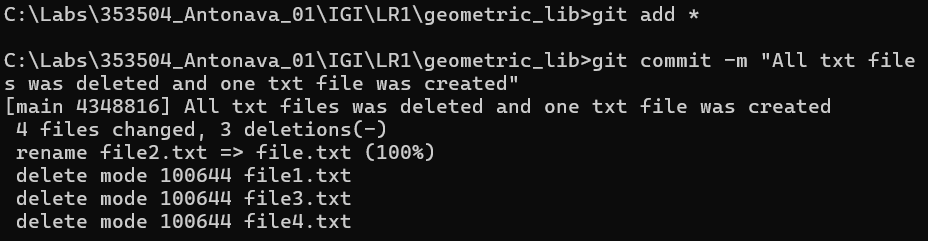 C:\Labs\353504_Antonava_01\IGI\LR1\geometric_lib>git add *
C:\Labs\353504_Antonava_01\IGI\LR1\geometric_lib>git commit -m "All txt file
s was deleted and one txt file was created"
[main 4348816] All txt files was deleted and one txt file was created
 4 files changed, 3 deletions(-)
 rename file2.txt => file.txt (100%)
 delete mode 100644 file1.txt
 delete mode 100644 file3.txt
 delete mode 100644 file4.txt